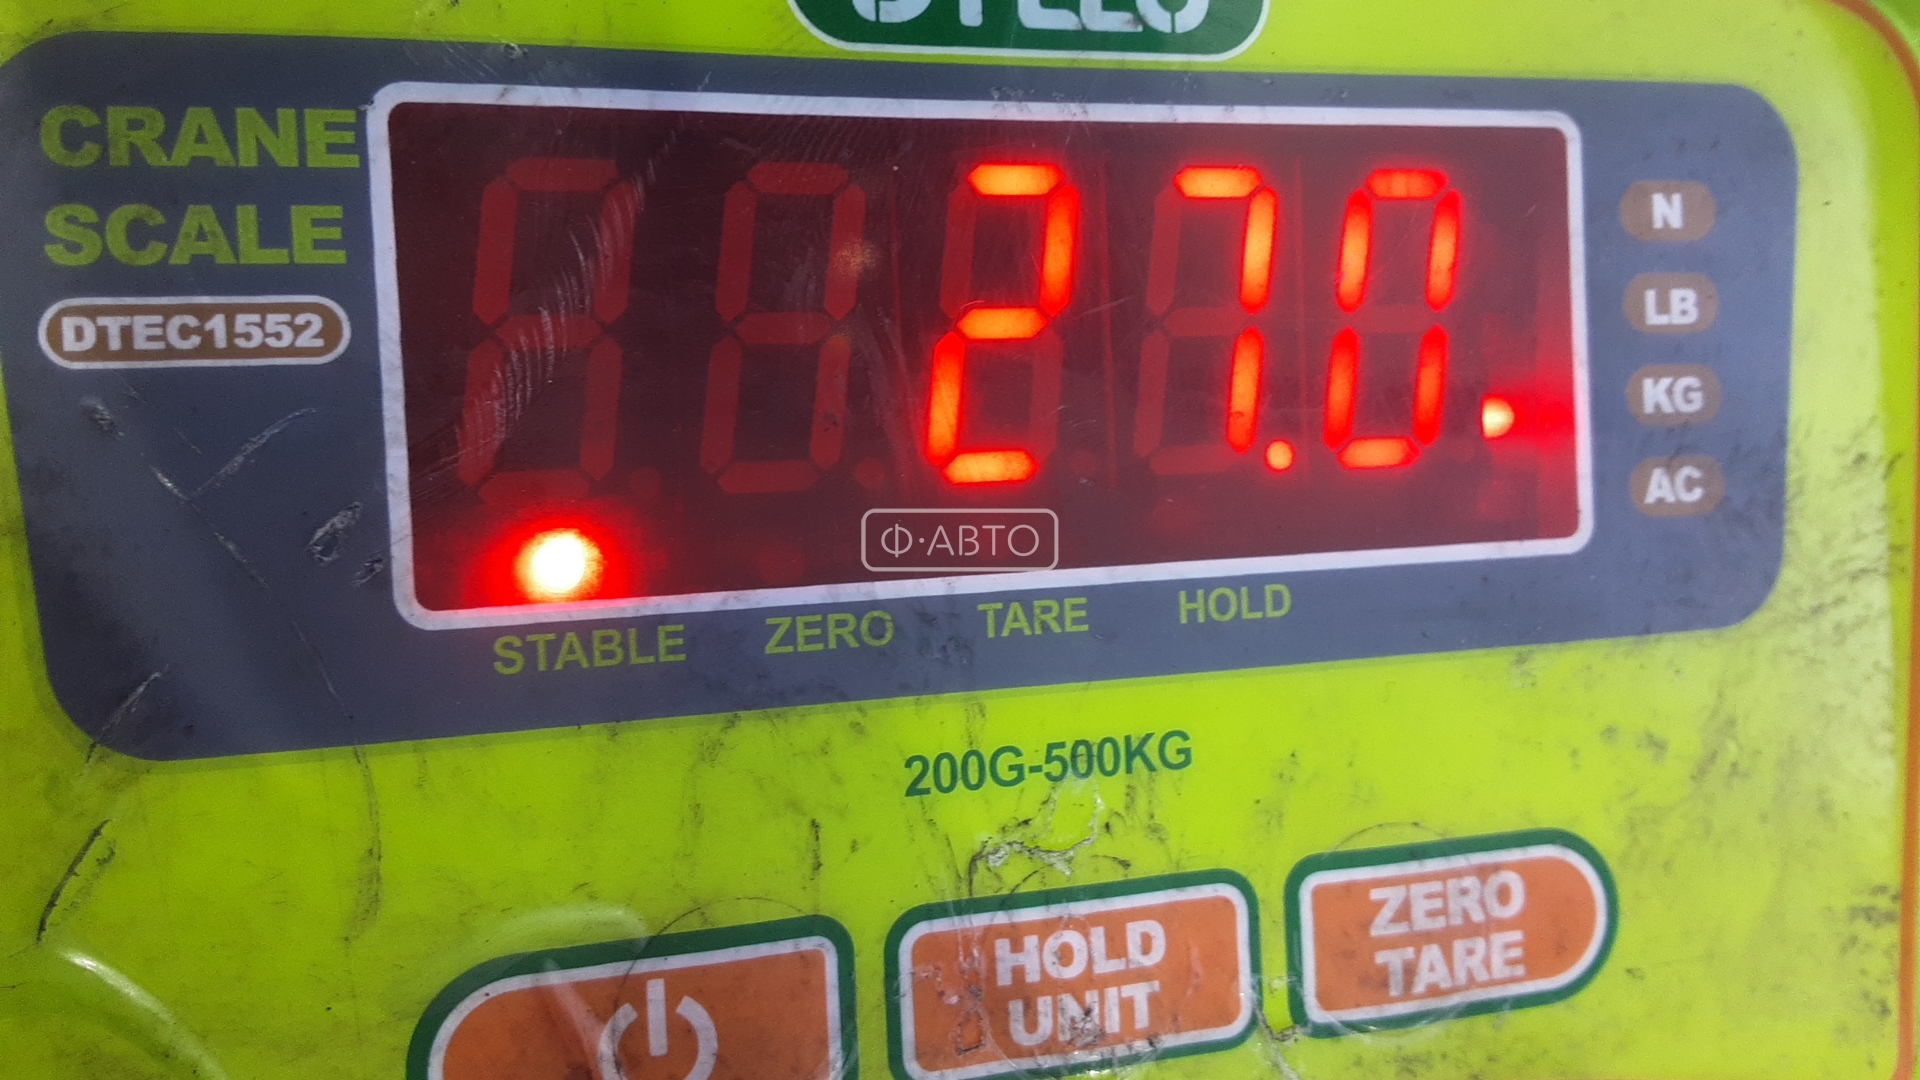 CRANE
SCALE
DTEC1552
27.0
N
LB
KG
AC
Ф·АВТО
STABLE ZERO TARE HOLD
200G-500KG
HOLD
UNIT
ZERO
TARE